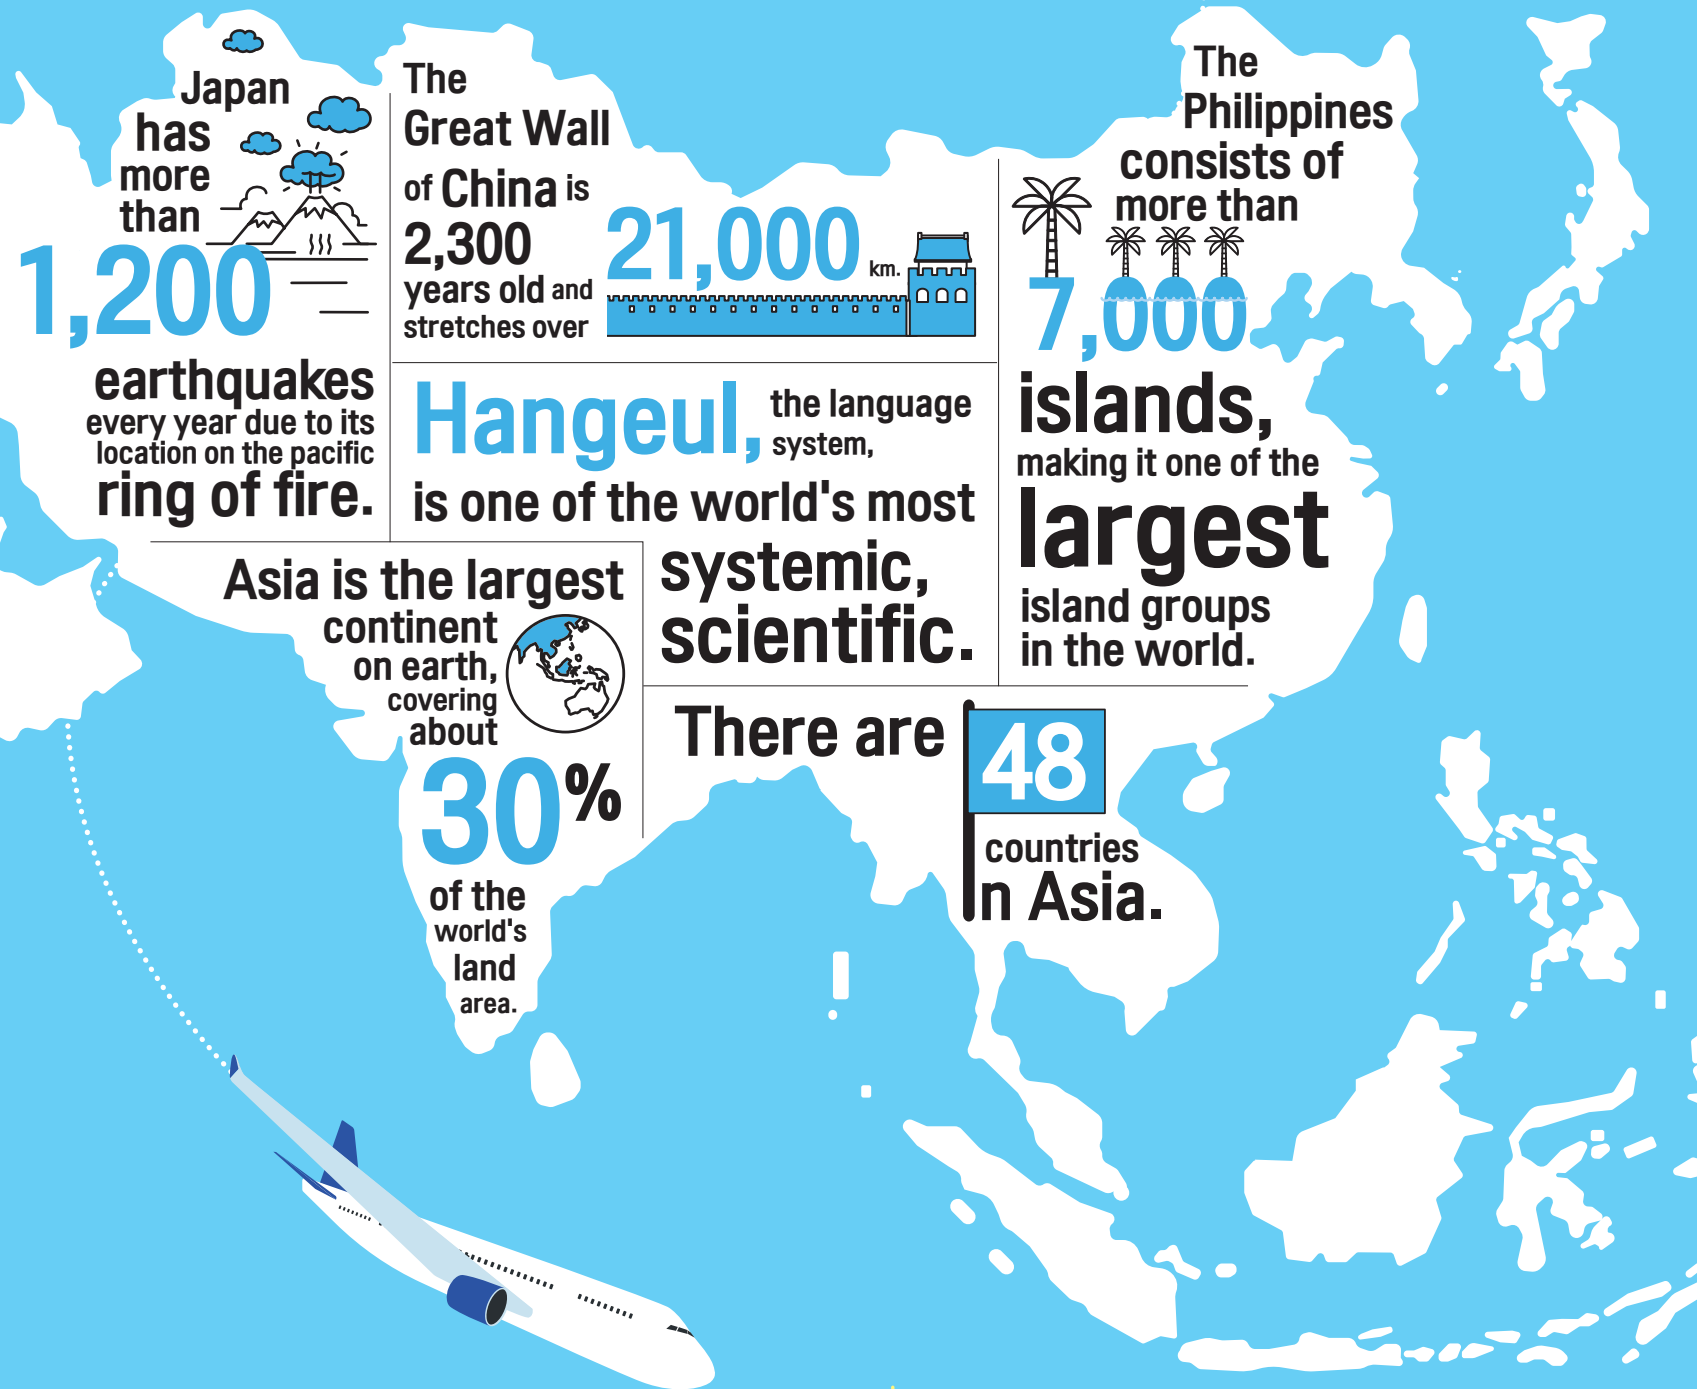 Japan
has
more
than
1,200
earthquakes
every year due to its
location on the pacific
ring of fire.
The
Great Wall
of China is
2,300
years old and
stretches over
21,000 km.
Hangeul, the language
system,
is one of the world's most
systemic,
scientific.
The
Philippines
consists of
more than
7,000
islands,
making it one of the
largest
island groups
in the world.
Asia is the largest
continent
on earth,
covering
about
30%
of the
world's
land
area.
There are
48
countries
in Asia.